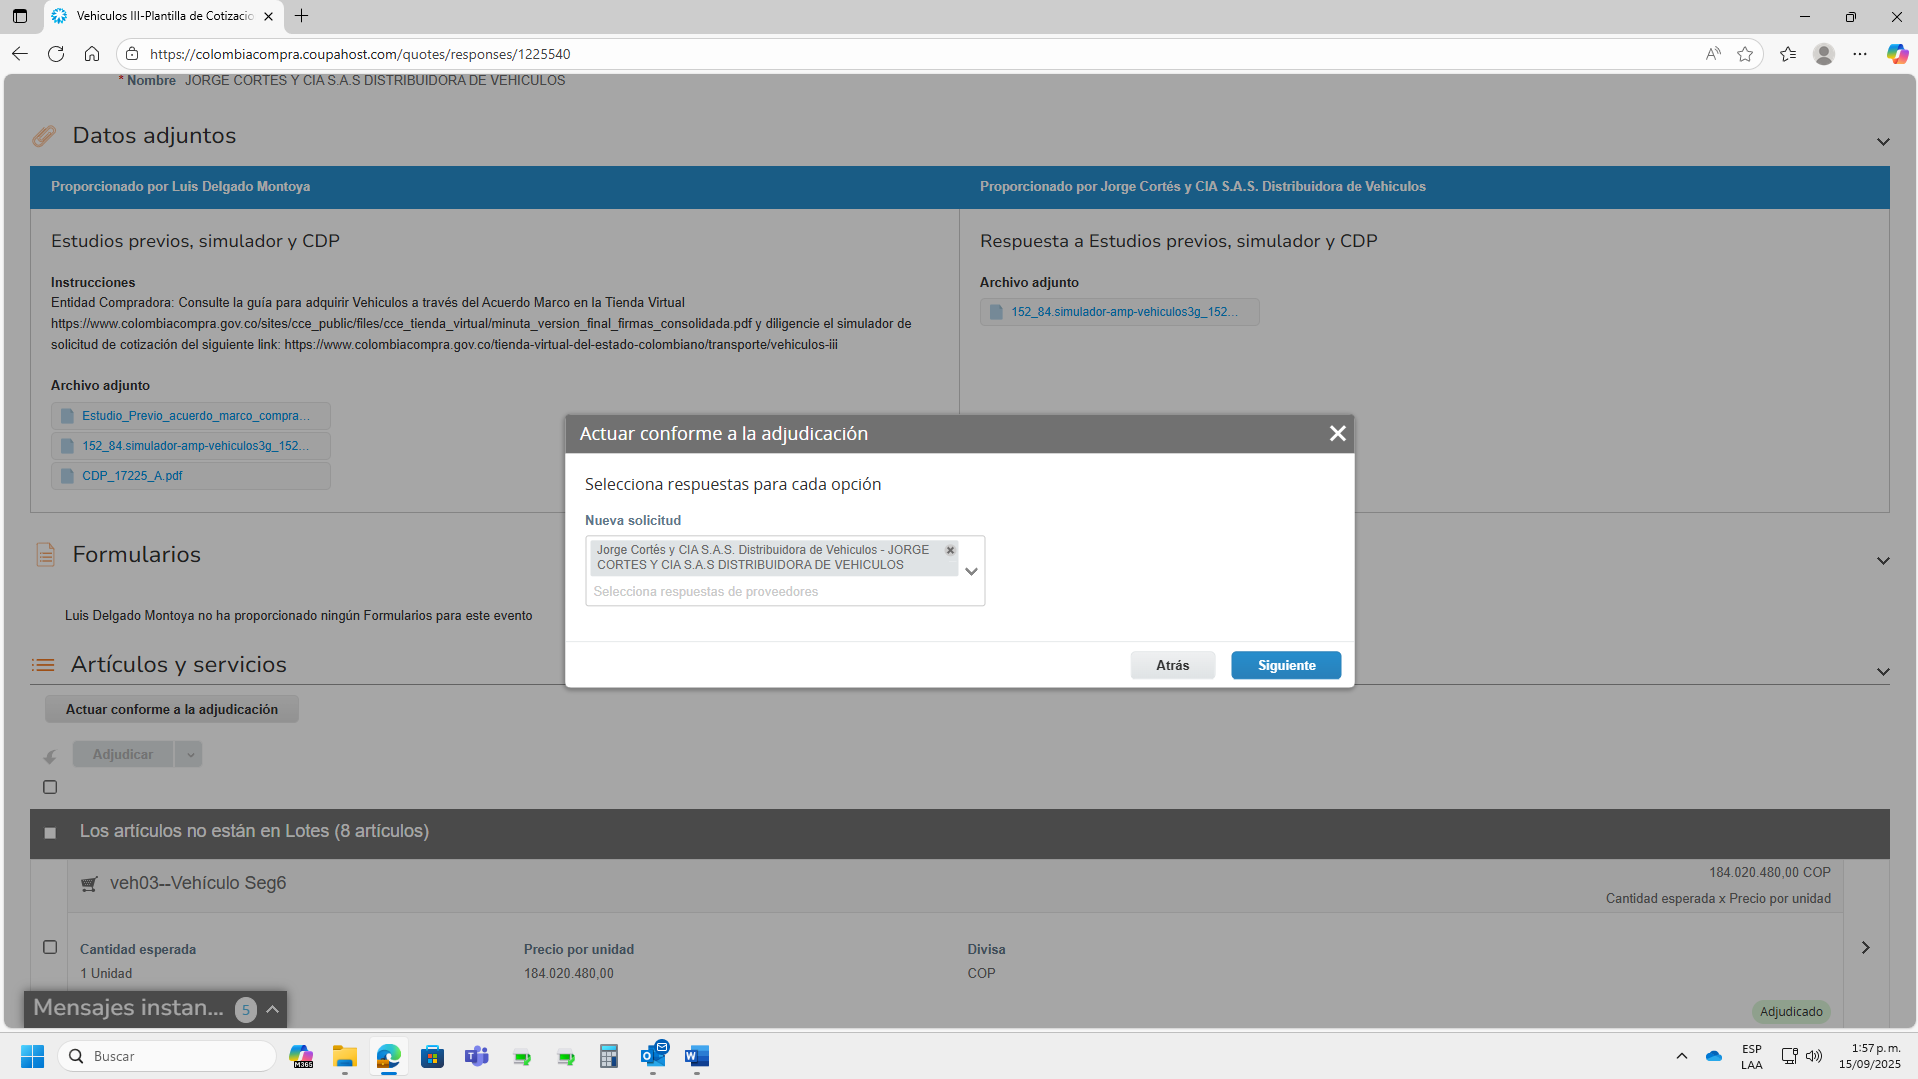 Vehiculos III-Plantilla de Cotizacio
https://colombiacompra.coupahost.com/quotes/responses/1225540
* Nombre JORGE CORTES Y CIA S.A.S DISTRIBUIDORA DE VEHICULOS
Datos adjuntos
Proporcionado por Luis Delgado Montoya
Proporcionado por Jorge Cortés y CIA S.A.S. Distribuidora de Vehiculos
Estudios previos, simulador y CDP
Instrucciones
Entidad Compradora: Consulte la guía para adquirir Vehiculos a través del Acuerdo Marco en la Tienda Virtual
https://www.colombiacompra.gov.co/sites/cce_public/files/cce_tienda_virtual/minuta_version_final_firmas_consolidada.pdf y diligencie el simulador de
solicitud de cotización del siguiente link: https://www.colombiacompra.gov.co/tienda-virtual-del-estado-colombiano/transporte/vehiculos-iii
Archivo adjunto
Estudio_Previo_acuerdo_marco_compra...
152_84.simulador-amp-vehiculos3g_152...
CDP_17225_A.pdf
Respuesta a Estudios previos, simulador y CDP
Archivo adjunto
152_84.simulador-amp-vehiculos3g_152...
Actuar conforme a la adjudicación
Selecciona respuestas para cada opción
Nueva solicitud
Jorge Cortés y CIA S.A.S. Distribuidora de Vehiculos - JORGE
CORTES Y CIA S.A.S DISTRIBUIDORA DE VEHICULOS
Selecciona respuestas de proveedores
Atrás
Siguiente
Formularios
Luis Delgado Montoya no ha proporcionado ningún Formularios para este evento
Artículos y servicios
Actuar conforme a la adjudicación
Adjudicar
Los artículos no están en Lotes (8 artículos)
veh03--Vehículo Seg6
184.020.480,00 COP
Cantidad esperada x Precio por unidad
Cantidad esperada
1 Unidad
Precio por unidad
184.020.480,00
Divisa
COP
Adjudicado
Mensajes instan... 5
Buscar
M365
ESP
LAA
1:57 p. m.
15/09/2025